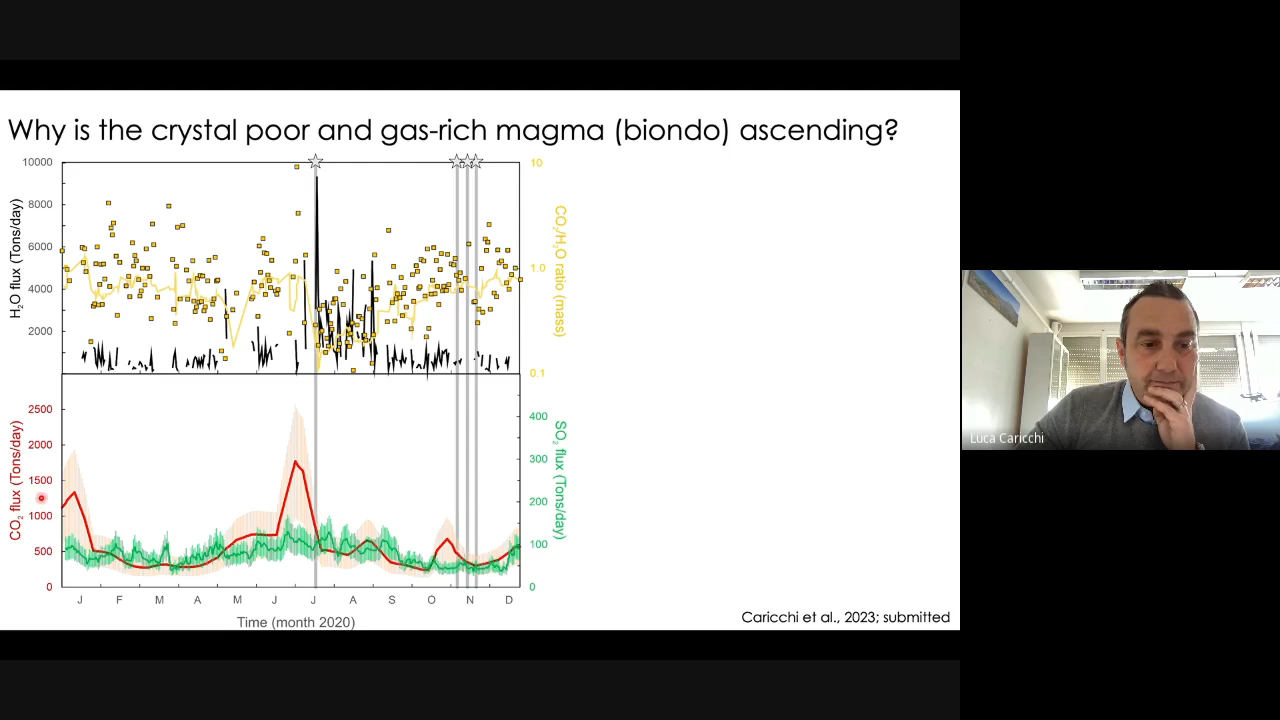 Why is the crystal poor and gas-rich magma (biondo) ascending?
10000
8000
6000
4000
2000
H₂O flux (Tons/day)
10
1.0
0.1
CO₂/H₂O ratio (mass)
2500
2000
1500
1000
500
0
CO₂ flux (Tons/day)
400
300
200
100
0
SO₂ flux (Tons/day)
J F M A M J J A S O N D
Time (month 2020)
Caricchi et al., 2023; submitted
Luca Caricchi